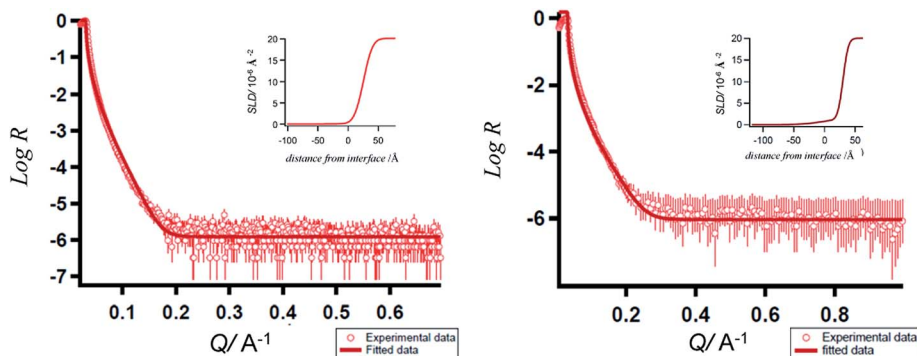 0
-1
-2
-3
-4
-5
-6
-7
Log R
0.1 0.2 0.3 0.4 0.5 0.6
Q/ A-1
SLD/ 10-6 Å-2
20
15
10
5
0
-100 -50 0 50
distance from interface /Å
Experimental data
Fitted data
0
-2
-4
-6
Log R
0.2 0.4 0.6 0.8
Q/ A-1
SLD/ 10-6 Å-2
20
15
10
5
0
-100 -50 0 50
distance from interface /Å )
Experimental data
fitted data